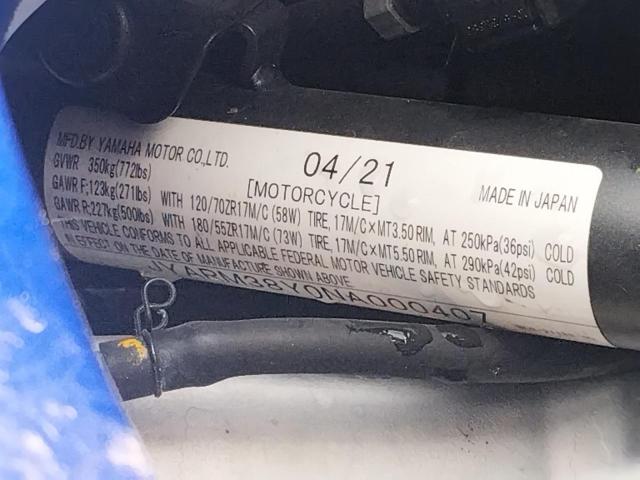 MFD.BY YAMAHA MOTOR CO.,LTD. 04/21
GVWR 350kg(772lbs) [MOTORCYCLE] MADE IN JAPAN
GAWR F;123kg(271lbs) WITH 120/70ZR17M/C (58W) TIRE, 17M/C×MT3.50 RIM, AT 250kPa(36psi) COLD
GAWR R;227kg(500lbs) WITH 180/55ZR17M/C (73W) TIRE, 17M/C×MT5.50 RIM, AT 290kPa(42psi) COLD
THIS VEHICLE CONFORMS TO ALL APPLICABLE FEDERAL MOTOR VEHICLE SAFETY STANDARDS
IN EFFECT ON THE DATE OF MANUFACTURE SHOWN ABOVE.
JYARM38Y0NA000407